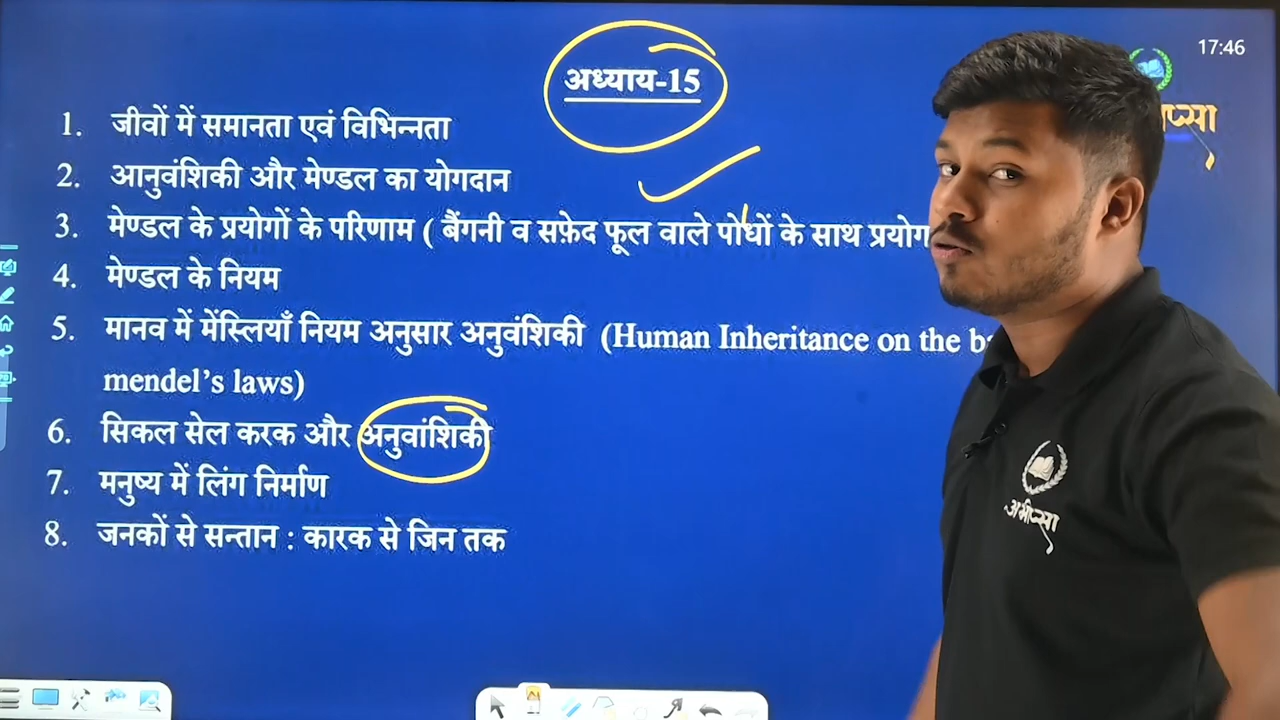 17:46
अध्याय-15
1. जीवों में समानता एवं विभिन्नता
2. आनुवंशिकी और मेण्डल का योगदान
3. मेण्डल के प्रयोगों के परिणाम ( बैंगनी व सफ़ेद फूल वाले पोधों के साथ प्रयोग
4. मेण्डल के नियम
5. मानव में मेंस्लियाँ नियम अनुसार अनुवंशिकी (Human Inheritance on the
mendel’s laws)
6. सिकल सेल करक और अनुवांशिकी
7. मनुष्य में लिंग निर्माण
8. जनकों से सन्तान : कारक से जिन तक
अभीप्सा